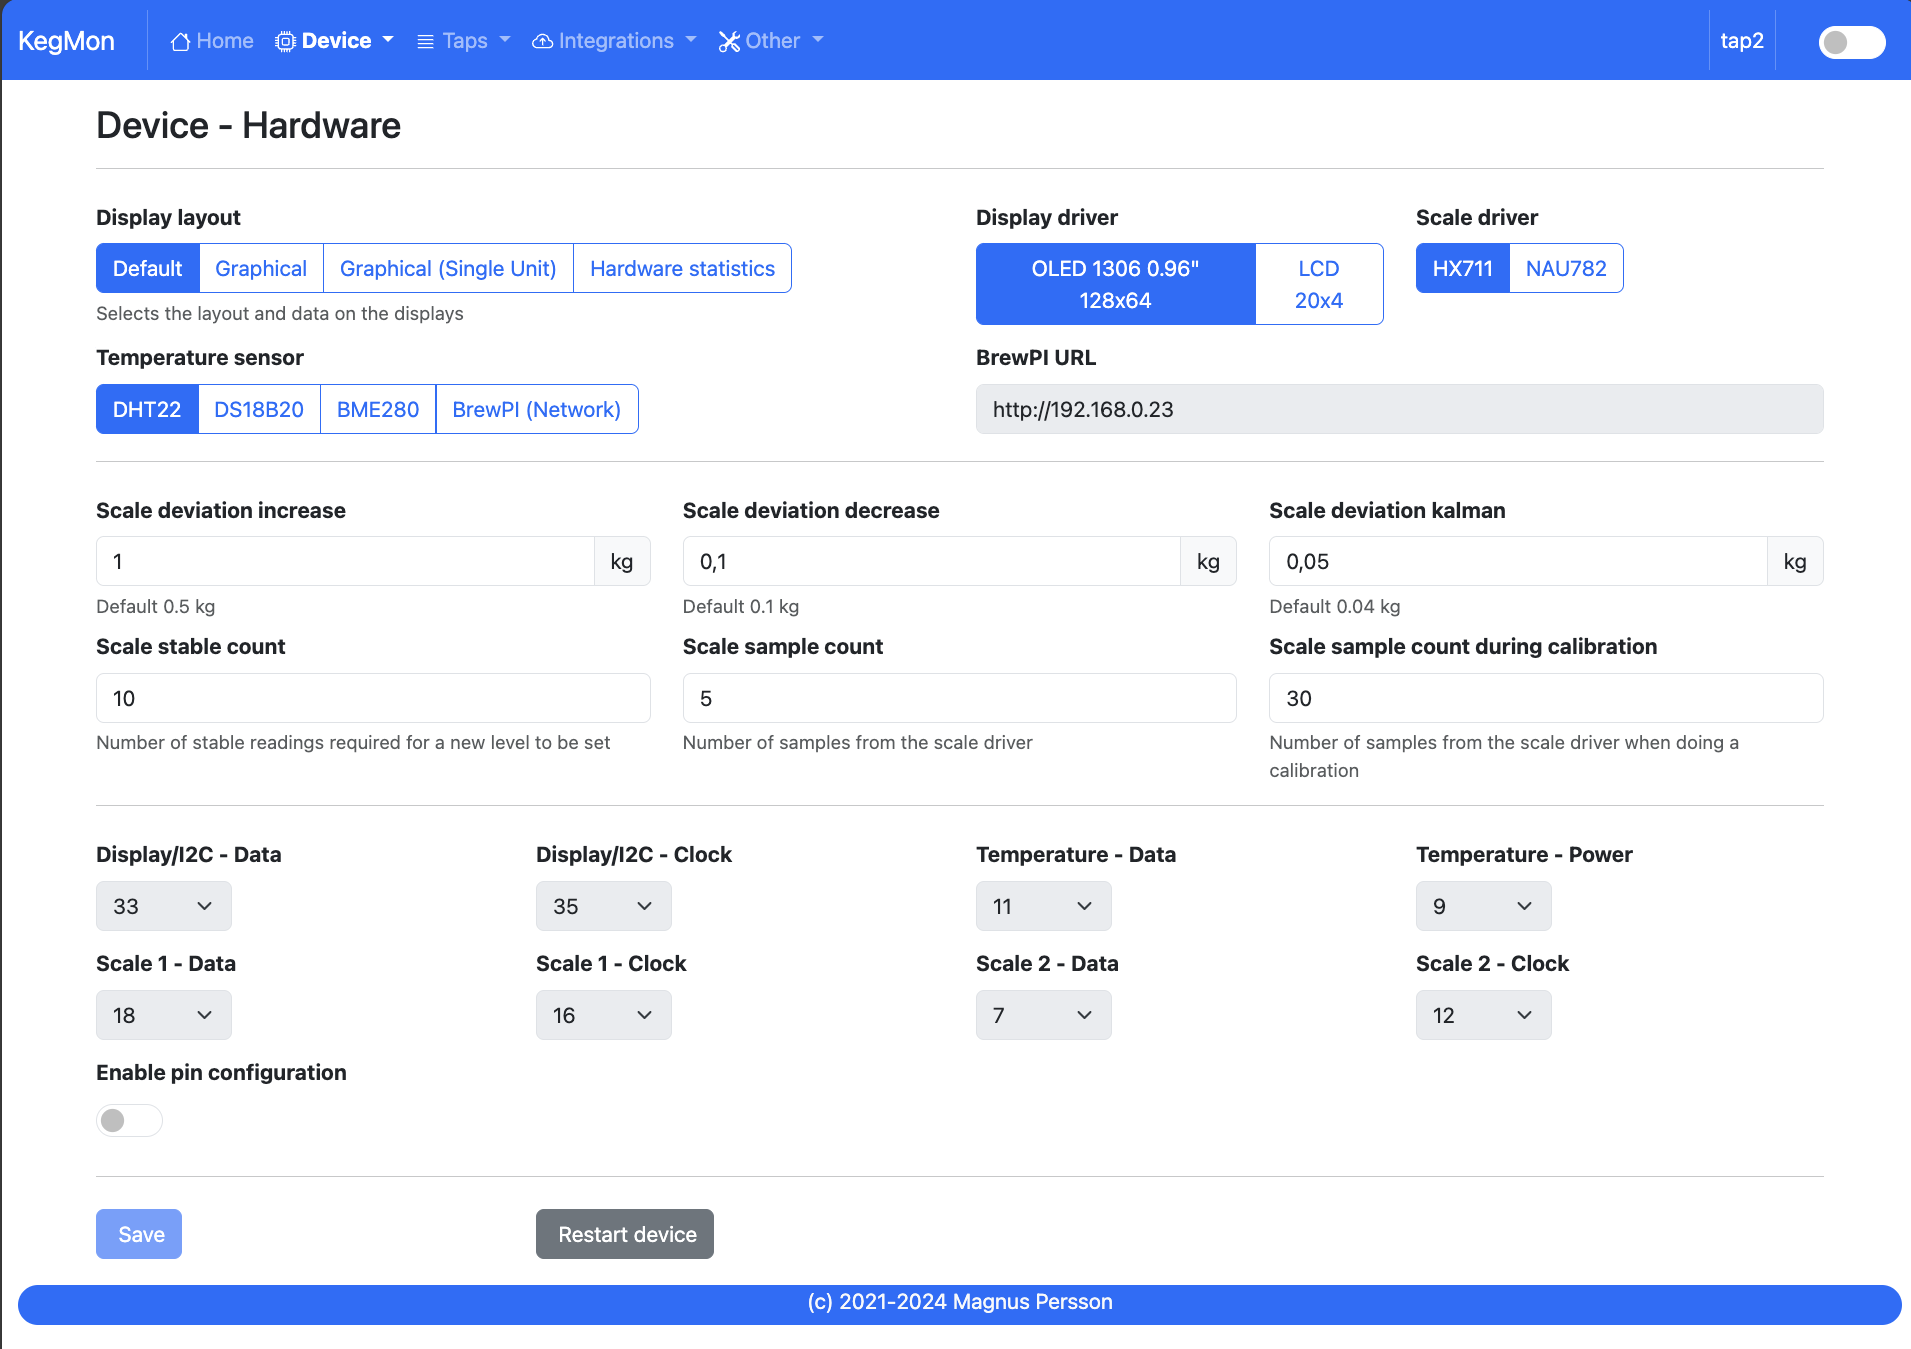 KegMon
Home
Device
Taps
Integrations
Other
tap2
Device - Hardware
Display layout
Display driver
Scale driver
Default
Graphical
Graphical (Single Unit)
Hardware statistics
OLED 1306 0.96"
128x64
LCD
20x4
HX711
NAU782
Selects the layout and data on the displays
Temperature sensor
BrewPI URL
DHT22
DS18B20
BME280
BrewPI (Network)
http://192.168.0.23
Scale deviation increase
Scale deviation decrease
Scale deviation kalman
1
kg
0,1
kg
0,05
kg
Default 0.5 kg
Default 0.1 kg
Default 0.04 kg
Scale stable count
Scale sample count
Scale sample count during calibration
10
5
30
Number of stable readings required for a new level to be set
Number of samples from the scale driver
Number of samples from the scale driver when doing a
calibration
Display/I2C - Data
Display/I2C - Clock
Temperature - Data
Temperature - Power
33
35
11
9
Scale 1 - Data
Scale 1 - Clock
Scale 2 - Data
Scale 2 - Clock
18
16
7
12
Enable pin configuration
Save
Restart device
(c) 2021-2024 Magnus Persson